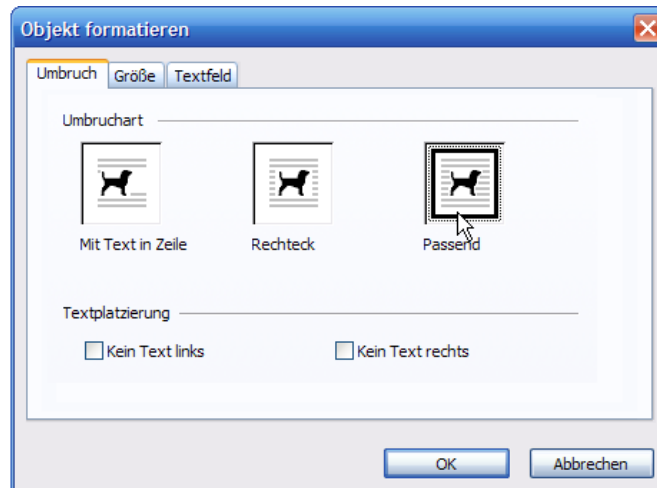 Objekt formatieren
Umbruch Größe Textfeld
Umbruchart
Mit Text in Zeile Rechteck Passend
Textplatzierung
Kein Text links Kein Text rechts
OK Abbrechen